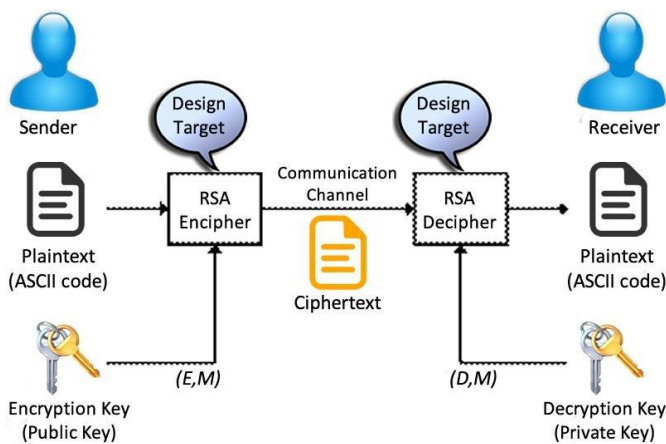 Sender
Design
Target
Design
Target
Receiver
Plaintext
(ASCII code)
RSA
Encipher
Communication
Channel
Ciphertext
RSA
Decipher
Plaintext
(ASCII code)
(E,M)
(D,M)
Encryption Key
(Public Key)
Decryption Key
(Private Key)